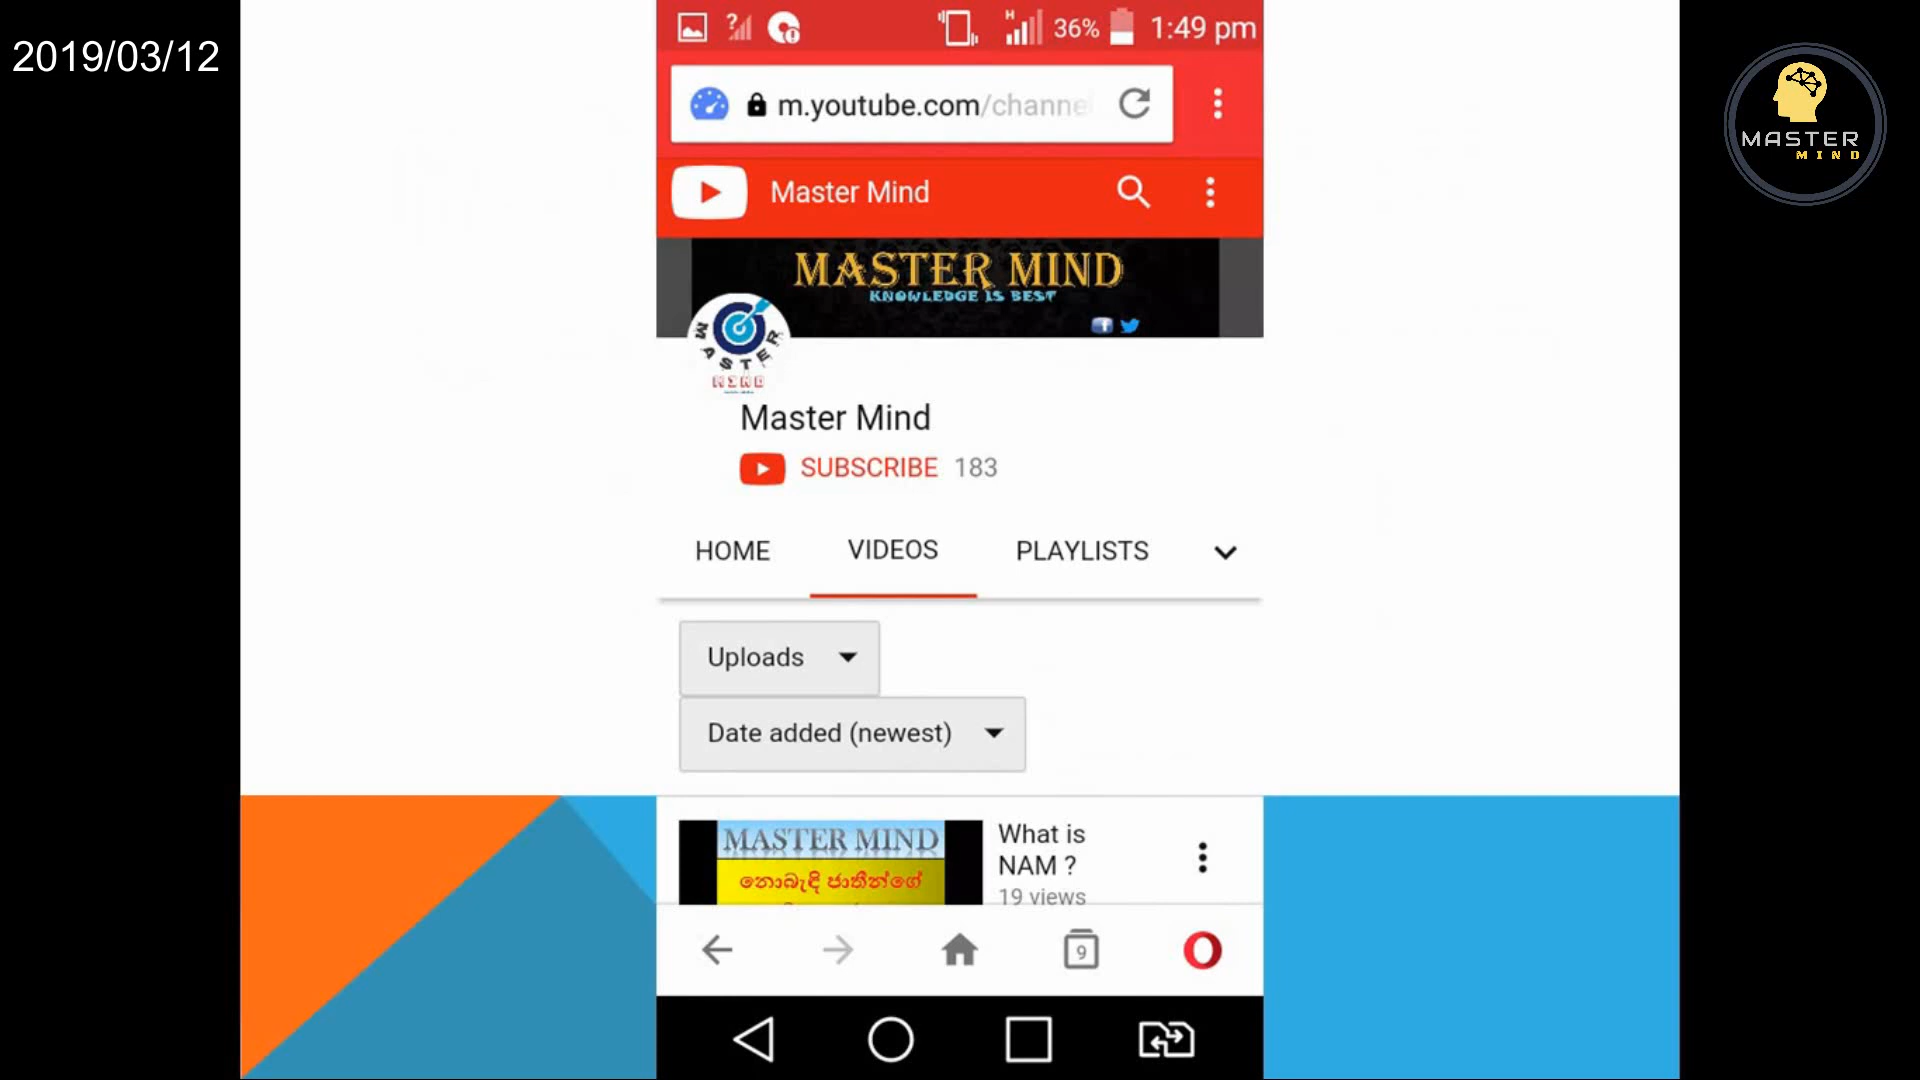 2019/03/12
H
36%
1:49 pm
m.youtube.com/channe
Master Mind
MASTER MIND
KNOWLEDGE IS BEST
MASTER
MIND
Master Mind
SUBSCRIBE 183
HOME
VIDEOS
PLAYLISTS
Uploads
Date added (newest)
MASTER MIND
නොබැඳි ජාතීන්ගේ
What is
NAM ?
19 views
9
MASTER
MIND